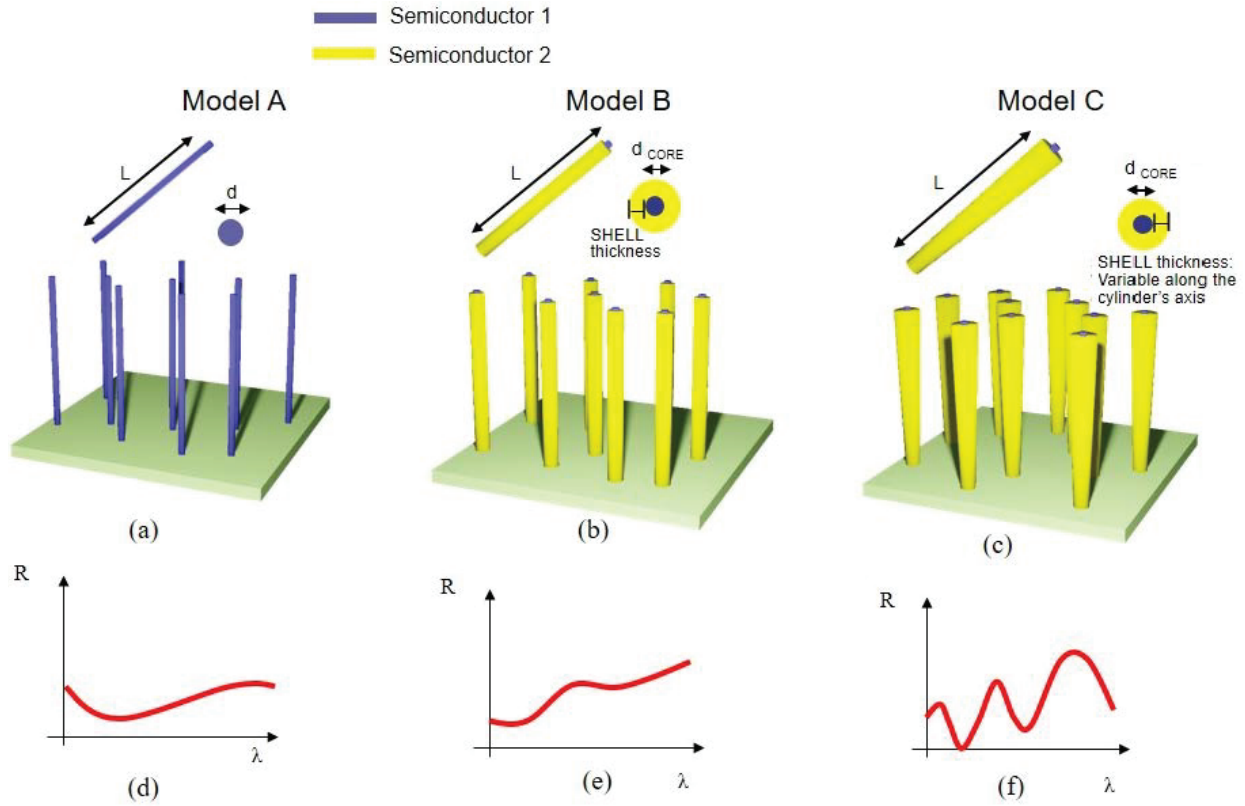 Semiconductor 1
Semiconductor 2
Model A
Model B
Model C
L
d
L
d CORE
SHELL
thickness
L
d CORE
SHELL thickness:
Variable along the
cylinder's axis
(a)
(b)
(c)
R
λ
(d)
R
λ
(e)
R
λ
(f)